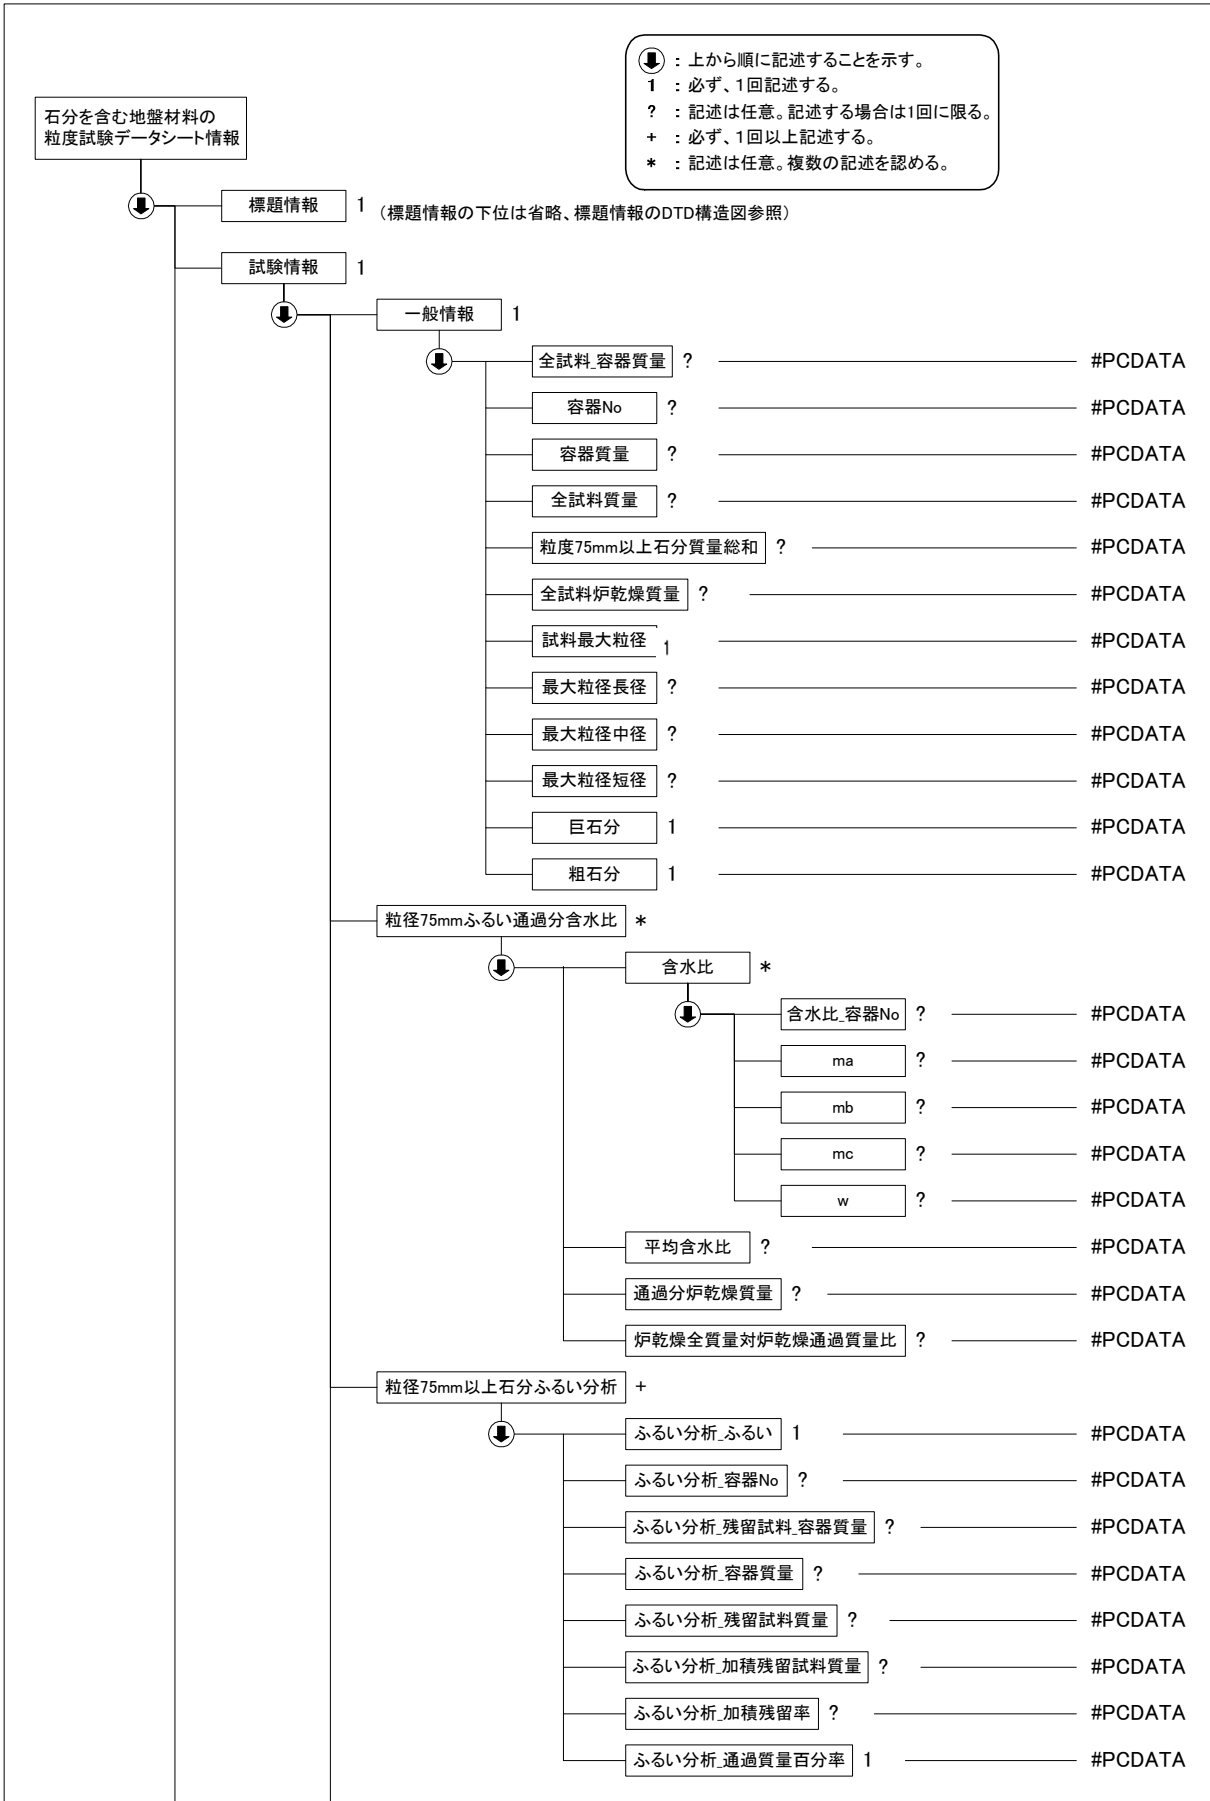 ： 上から順に記述することを示す。
1 ： 必ず、1回記述する。
? ： 記述は任意。記述する場合は1回に限る。
+ ： 必ず、1回以上記述する。
* ： 記述は任意。複数の記述を認める。
石分を含む地盤材料の
粒度試験データシート情報
標題情報 1 (標題情報の下位は省略、標題情報のDTD構造図参照)
試験情報 1
一般情報 1
全試料_容器質量 ? #PCDATA
容器No ? #PCDATA
容器質量 ? #PCDATA
全試料質量 ? #PCDATA
粒度75mm以上石分質量総和 ? #PCDATA
全試料炉乾燥質量 ? #PCDATA
試料最大粒径 1 #PCDATA
最大粒径長径 ? #PCDATA
最大粒径中径 ? #PCDATA
最大粒径短径 ? #PCDATA
巨石分 1 #PCDATA
粗石分 1 #PCDATA
粒径75mmふるい通過分含水比 *
含水比 *
含水比_容器No ? #PCDATA
ma ? #PCDATA
mb ? #PCDATA
mc ? #PCDATA
w ? #PCDATA
平均含水比 ? #PCDATA
通過分炉乾燥質量 ? #PCDATA
炉乾燥全質量対炉乾燥通過質量比 ? #PCDATA
粒径75mm以上石分ふるい分析 +
ふるい分析_ふるい 1 #PCDATA
ふるい分析_容器No ? #PCDATA
ふるい分析_残留試料_容器質量 ? #PCDATA
ふるい分析_容器質量 ? #PCDATA
ふるい分析_残留試料質量 ? #PCDATA
ふるい分析_加積残留試料質量 ? #PCDATA
ふるい分析_加積残留率 ? #PCDATA
ふるい分析_通過質量百分率 1 #PCDATA